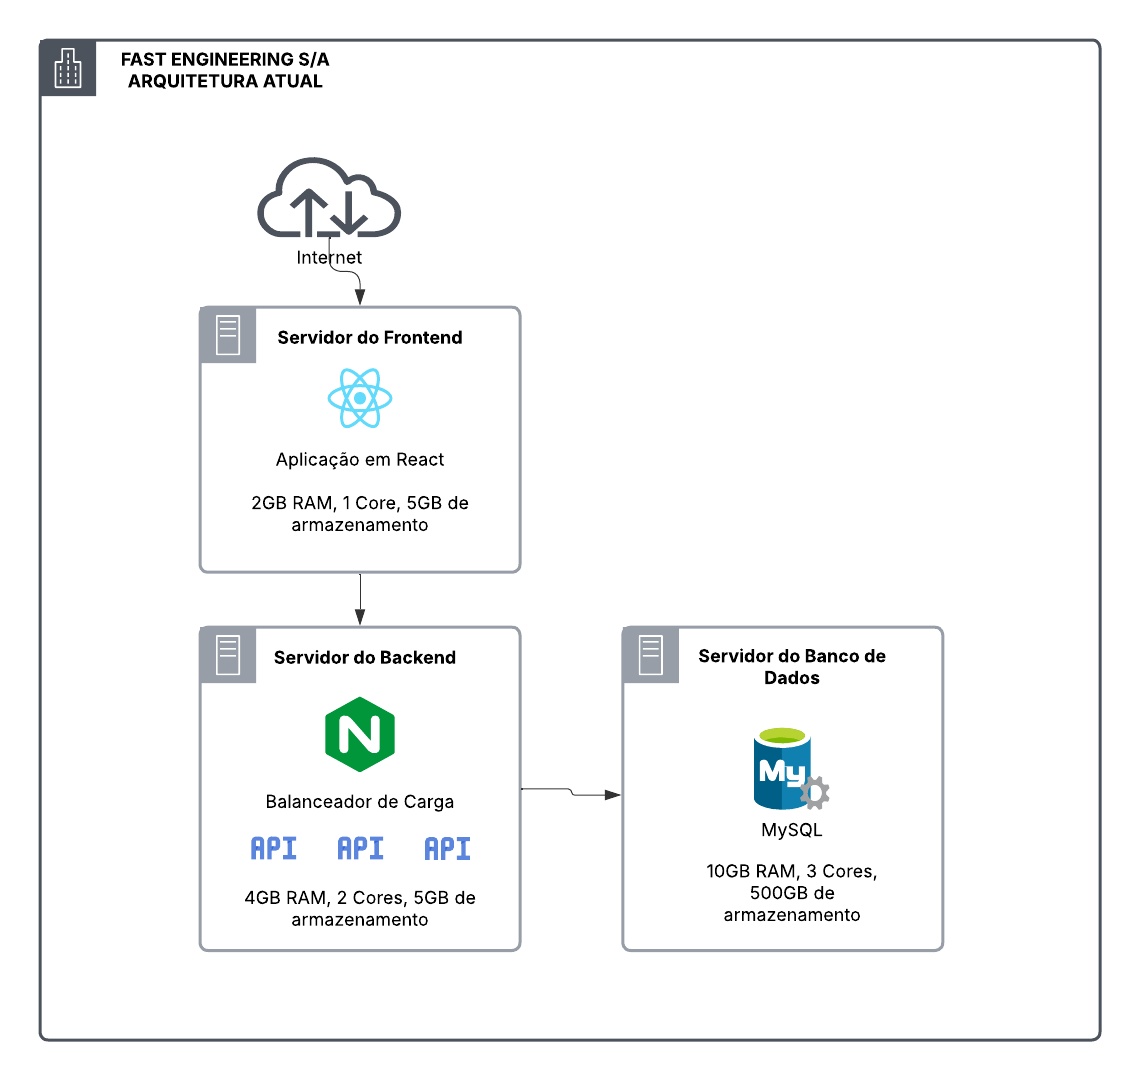 FAST ENGINEERING S/A
ARQUITETURA ATUAL
Internet
Servidor do Frontend
Aplicação em React
2GB RAM, 1 Core, 5GB de
armazenamento
Servidor do Backend
N
Balanceador de Carga
API API API
4GB RAM, 2 Cores, 5GB de
armazenamento
Servidor do Banco de
Dados
My
MySQL
10GB RAM, 3 Cores,
500GB de
armazenamento